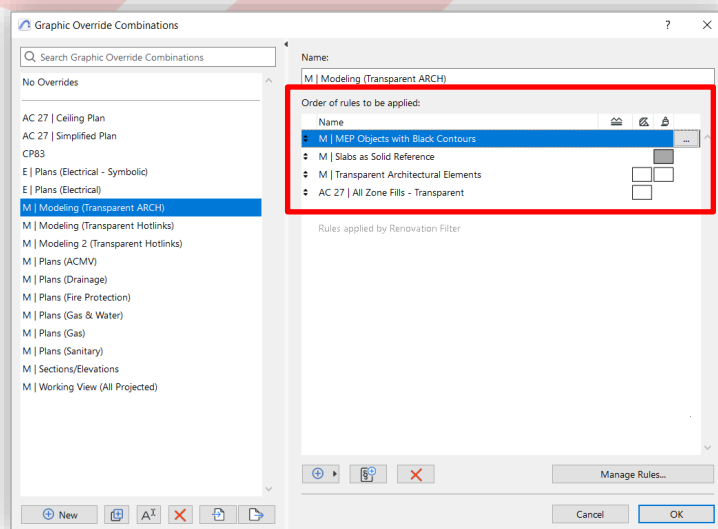 Graphic Override Combinations
Search Graphic Override Combinations
No Overrides
AC 27 | Ceiling Plan
AC 27 | Simplified Plan
CP83
E | Plans (Electrical - Symbolic)
E | Plans (Electrical)
M | Modeling (Transparent ARCH)
M | Modeling (Transparent Hotlinks)
M | Modeling 2 (Transparent Hotlinks)
M | Plans (ACMV)
M | Plans (Drainage)
M | Plans (Fire Protection)
M | Plans (Gas & Water)
M | Plans (Gas)
M | Plans (Sanitary)
M | Sections/Elevations
M | Working View (All Projected)
New
Name:
M | Modeling (Transparent ARCH)
Order of rules to be applied:
Name
M | MEP Objects with Black Contours ...
M | Slabs as Solid Reference
M | Transparent Architectural Elements
AC 27 | All Zone Fills - Transparent
Rules applied by Renovation Filter
Manage Rules...
Cancel OK